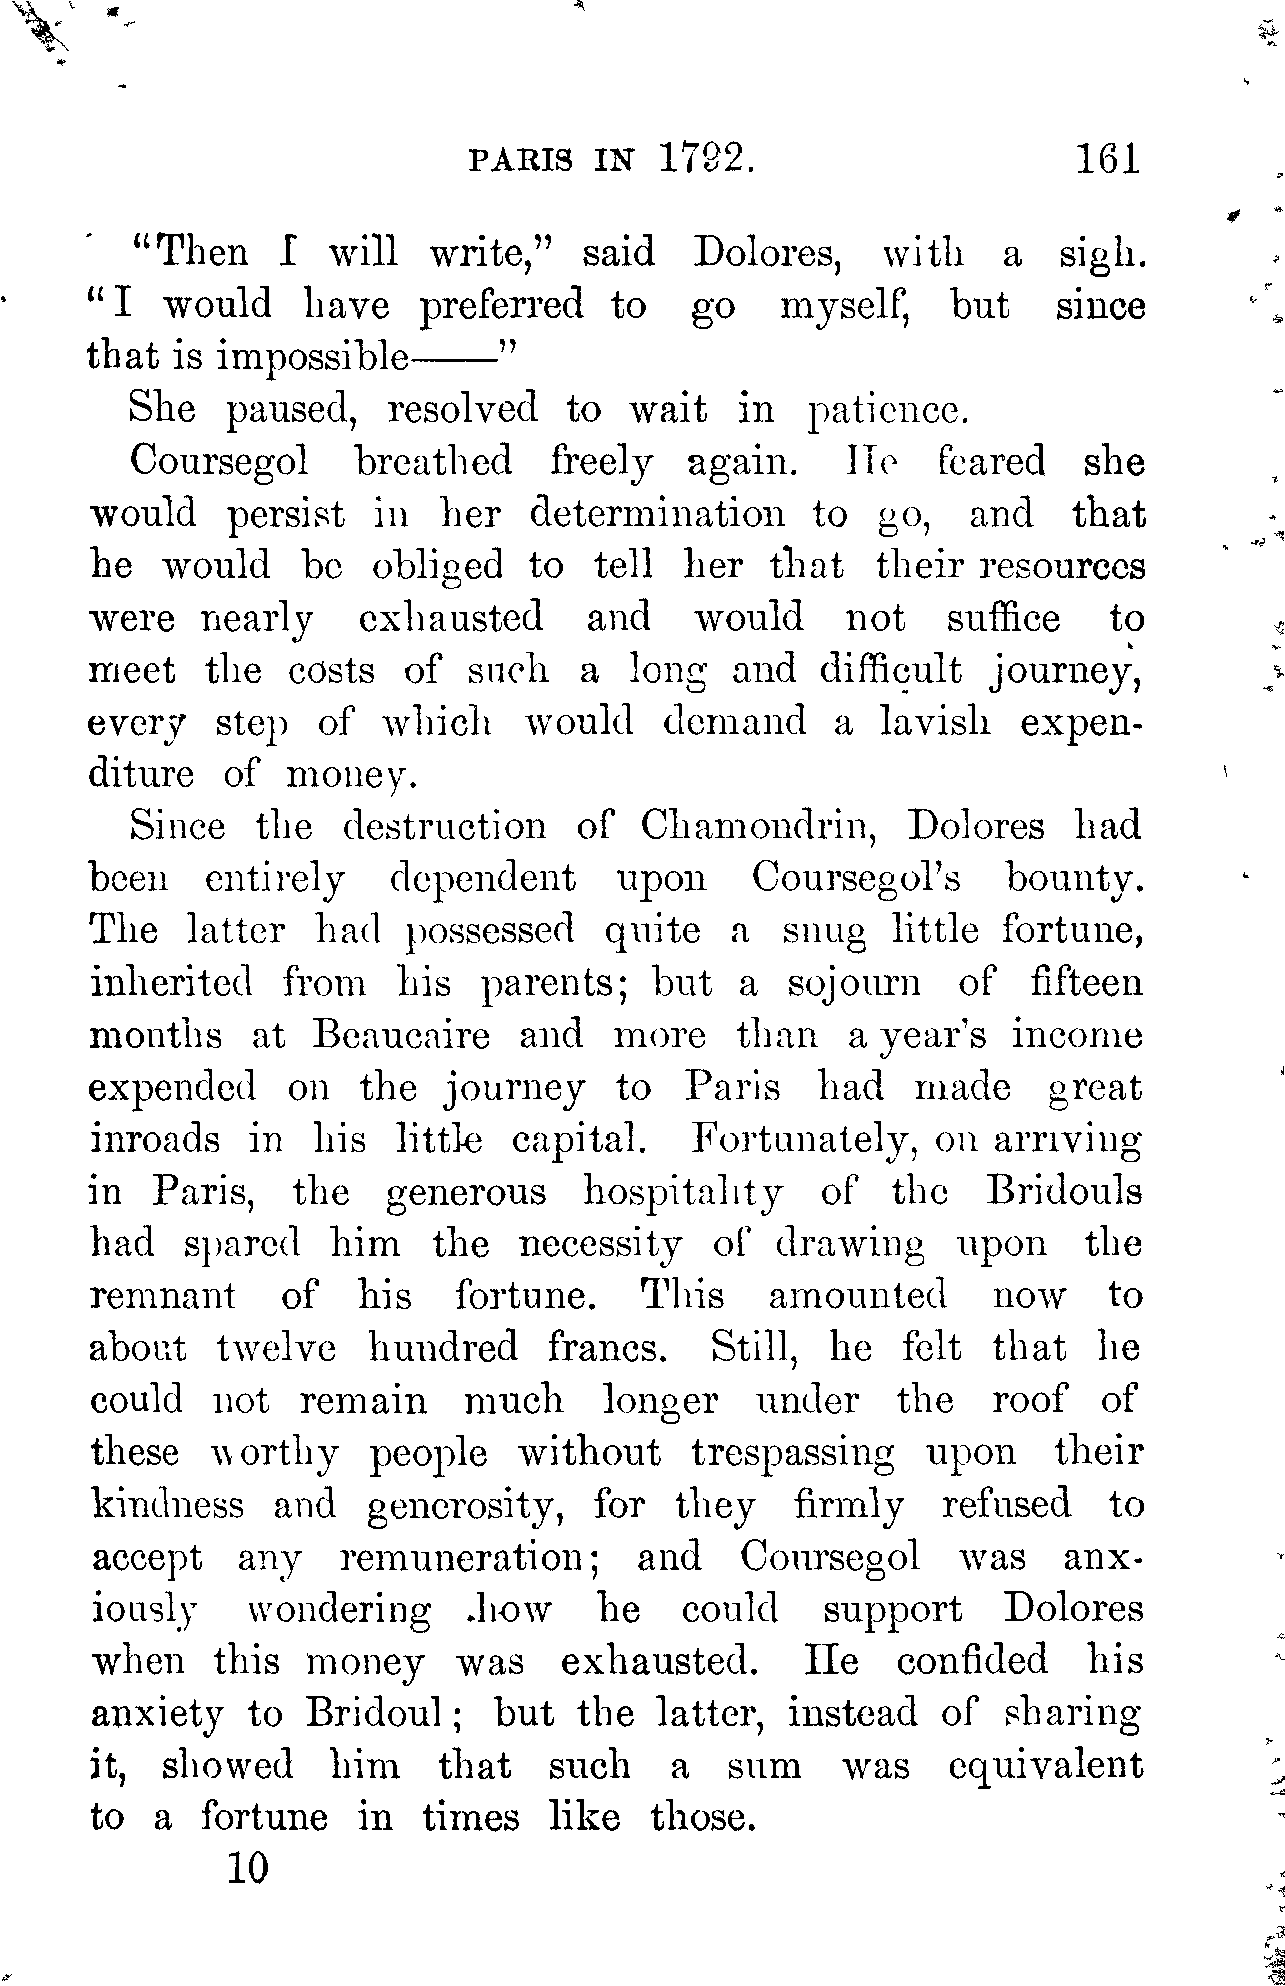 PARIS IN 1792. 161
“Then I will write,” said Dolores, with a sigh.
“I would have preferred to go myself, but since
that is impossible——”
She paused, resolved to wait in patience.
Coursegol breathed freely again. He feared she
would persist in her determination to go, and that
he would be obliged to tell her that their resources
were nearly exhausted and would not suffice to
meet the costs of such a long and difficult journey,
every step of which would demand a lavish expen-
diture of money.
Since the destruction of Chamondrin, Dolores had
been entirely dependent upon Coursegol’s bounty.
The latter had possessed quite a snug little fortune,
inherited from his parents; but a sojourn of fifteen
months at Beaucaire and more than a year’s income
expended on the journey to Paris had made great
inroads in his little capital. Fortunately, on arriving
in Paris, the generous hospitality of the Bridouls
had spared him the necessity of drawing upon the
remnant of his fortune. This amounted now to
about twelve hundred francs. Still, he felt that he
could not remain much longer under the roof of
these worthy people without trespassing upon their
kindness and generosity, for they firmly refused to
accept any remuneration; and Coursegol was anx-
iously wondering how he could support Dolores
when this money was exhausted. He confided his
anxiety to Bridoul; but the latter, instead of sharing
it, showed him that such a sum was equivalent
to a fortune in times like those.
10